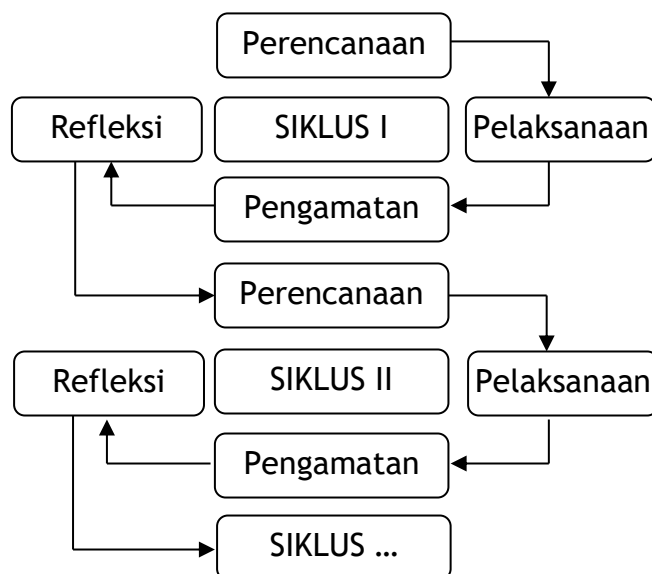 Perencanaan
Refleksi
SIKLUS I
Pelaksanaan
Pengamatan
Perencanaan
Refleksi
SIKLUS II
Pelaksanaan
Pengamatan
SIKLUS ...